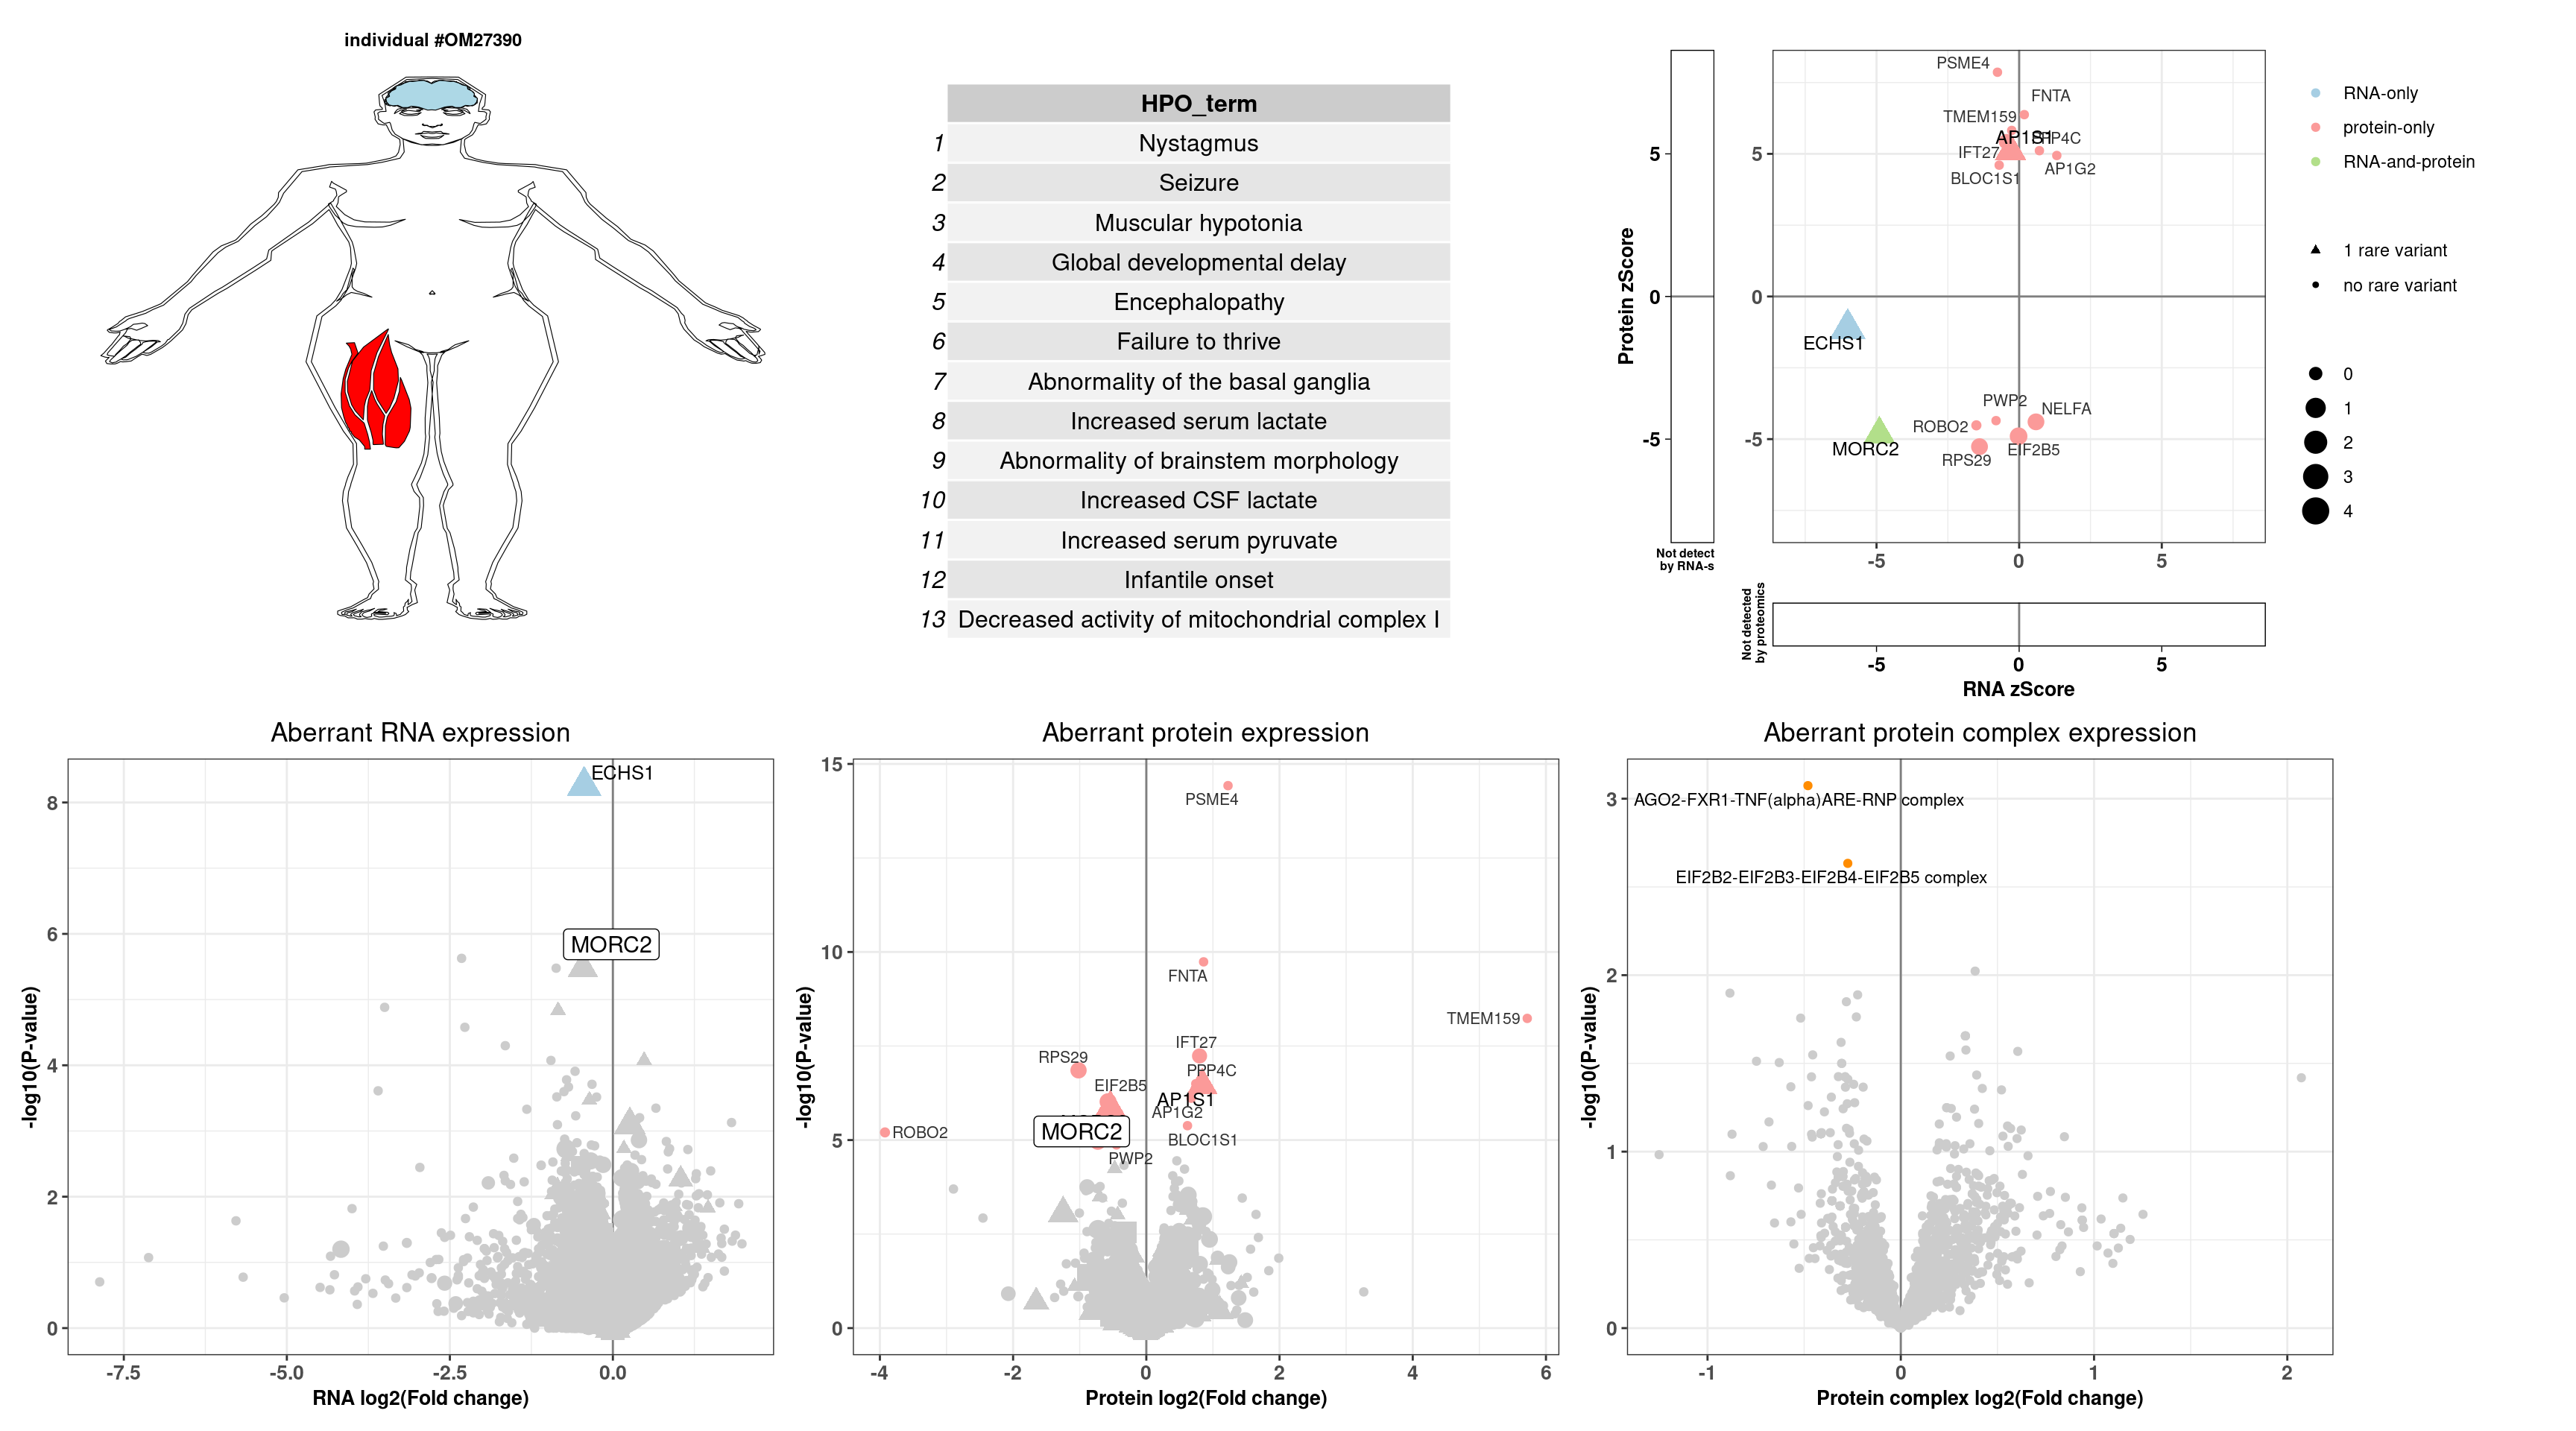 individual #OM27390
HPO_term
1 Nystagmus
2 Seizure
3 Muscular hypotonia
4 Global developmental delay
5 Encephalopathy
6 Failure to thrive
7 Abnormality of the basal ganglia
8 Increased serum lactate
9 Abnormality of brainstem morphology
10 Increased CSF lactate
11 Increased serum pyruvate
12 Infantile onset
13 Decreased activity of mitochondrial complex I
Protein zScore
5
0
-5
Not detect
by RNA-s
5
0
-5
PSME4
FNTA
TMEM159
AP1S1
PPP4C
IFT27
AP1G2
BLOC1S1
ECHS1
PWP2
NELFA
ROBO2
MORC2
EIF2B5
RPS29
-5 0 5
Not detected
by proteomics
-5 0 5
RNA zScore
RNA-only
protein-only
RNA-and-protein
1 rare variant
no rare variant
0
1
2
3
4
Aberrant RNA expression
-log10(P-value)
8
6
4
2
0
ECHS1
MORC2
-7.5 -5.0 -2.5 0.0
RNA log2(Fold change)
Aberrant protein expression
-log10(P-value)
15
10
5
0
PSME4
FNTA
TMEM159
IFT27
RPS29
PPP4C
EIF2B5
AP1S1
AP1G2
MORC2
ROBO2
BLOC1S1
PWP2
-4 -2 0 2 4 6
Protein log2(Fold change)
Aberrant protein complex expression
-log10(P-value)
3
2
1
0
AGO2-FXR1-TNF(alpha)ARE-RNP complex
EIF2B2-EIF2B3-EIF2B4-EIF2B5 complex
-1 0 1 2
Protein complex log2(Fold change)